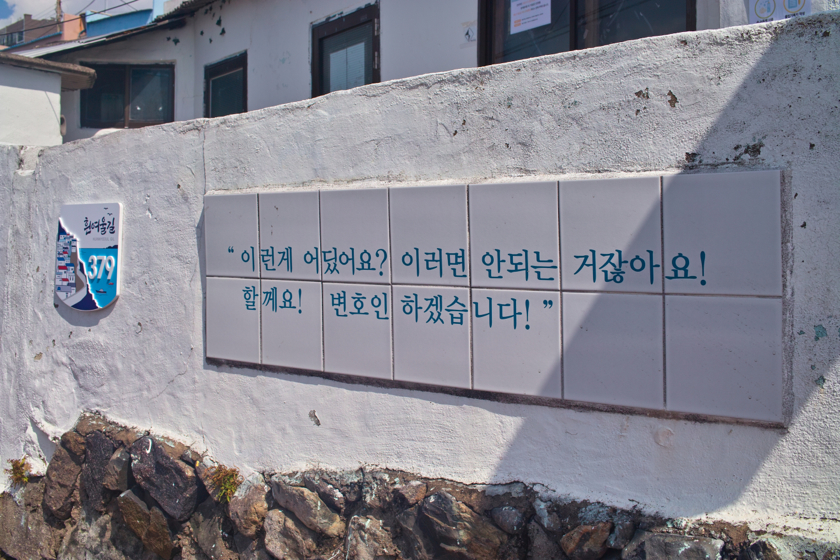 흰여울길
379
“이런게 어딨어요? 이러면 안되는 거잖아요!
할께요! 변호인 하겠습니다!”